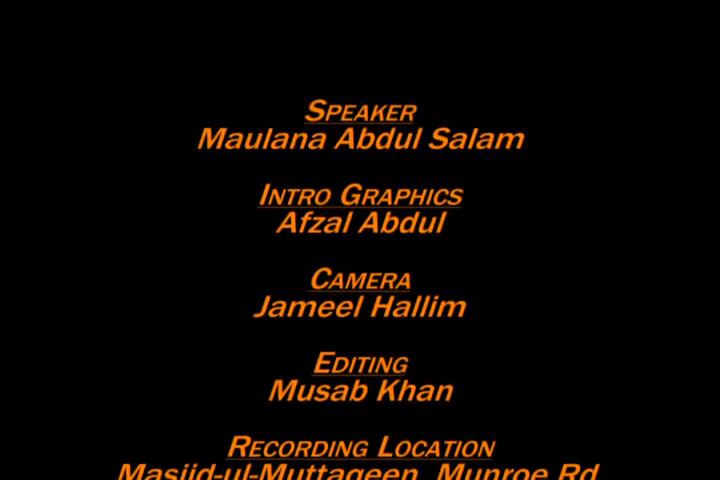 SPEAKER
Maulana Abdul Salam
INTRO GRAPHICS
Afzal Abdul
CAMERA
Jameel Hallim
EDITING
Musab Khan
RECORDING LOCATION
Masjid-ul-Muttaqeen, Munroe Rd